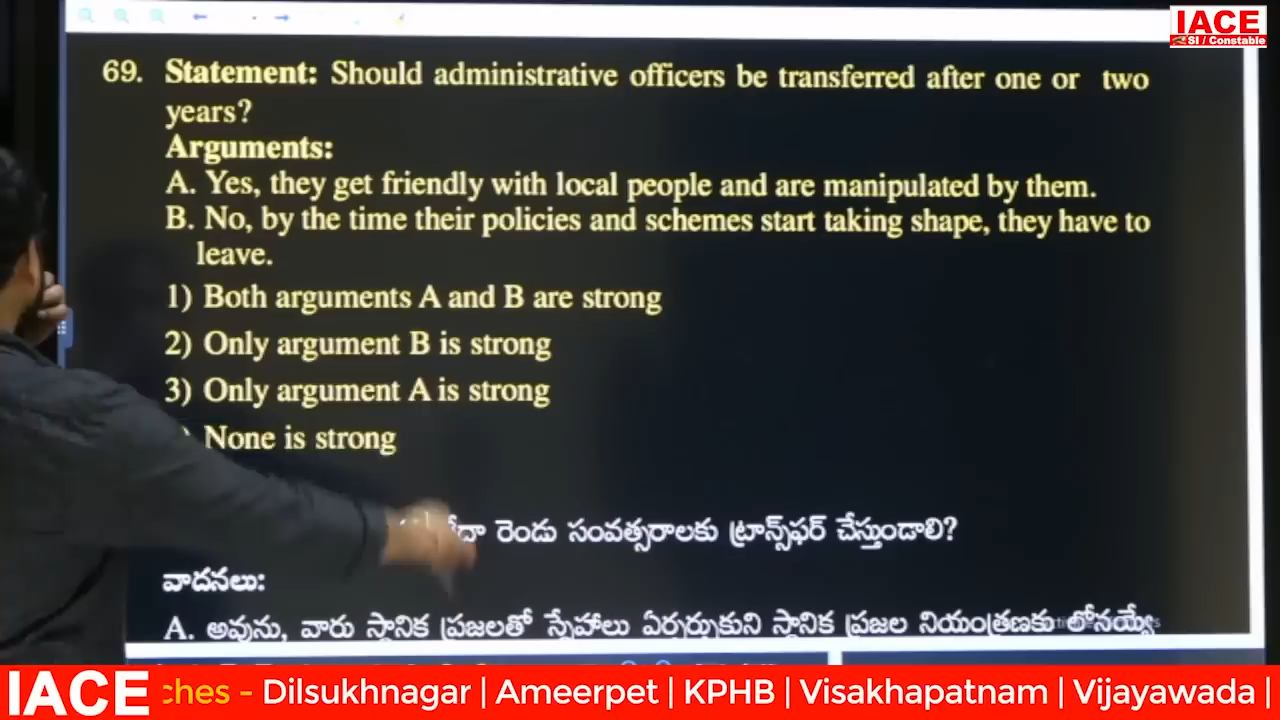 IACE
SI / Constable
69. Statement: Should administrative officers be transferred after one or two
years?
Arguments:
A. Yes, they get friendly with local people and are manipulated by them.
B. No, by the time their policies and schemes start taking shape, they have to
leave.
1) Both arguments A and B are strong
2) Only argument B is strong
3) Only argument A is strong
None is strong
రెండు సంవత్సరాలకు ట్రాన్స్‌ఫర్ చేస్తుండాలి?
వాదనలు:
A. అవును, వారు స్థానిక ప్రజలతో స్నేహాలు ఏర్పర్చుకుని స్థానిక ప్రజల నియంత్రణకు లోనయ్యే
IACE ches - Dilsukhnagar | Ameerpet | KPHB | Visakhapatnam | Vijayawada |